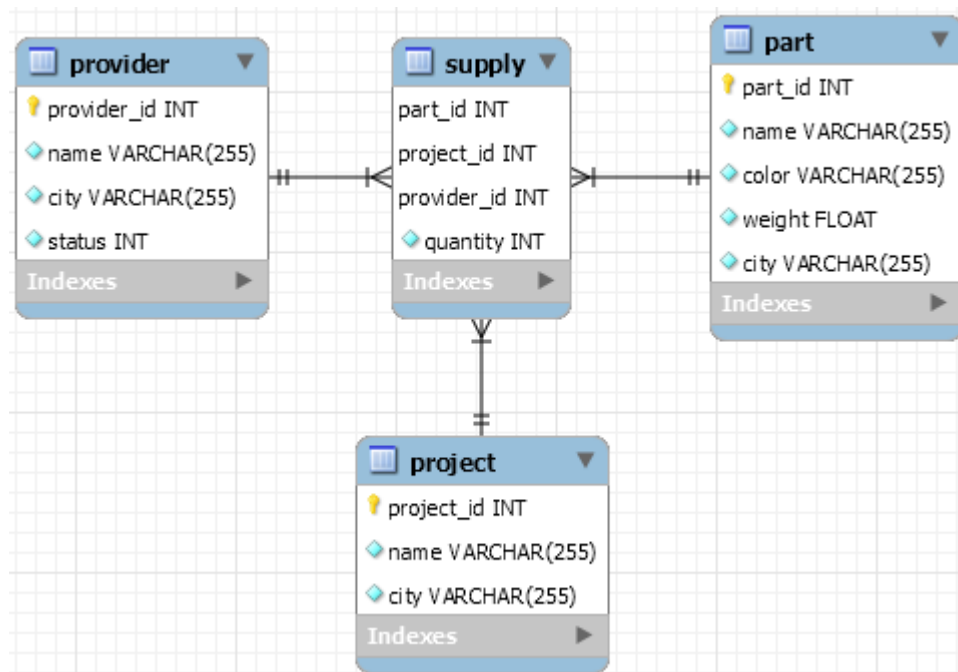 provider
provider_id INT
name VARCHAR(255)
city VARCHAR(255)
status INT
Indexes
supply
part_id INT
project_id INT
provider_id INT
quantity INT
Indexes
part
part_id INT
name VARCHAR(255)
color VARCHAR(255)
weight FLOAT
city VARCHAR(255)
Indexes
project
project_id INT
name VARCHAR(255)
city VARCHAR(255)
Indexes